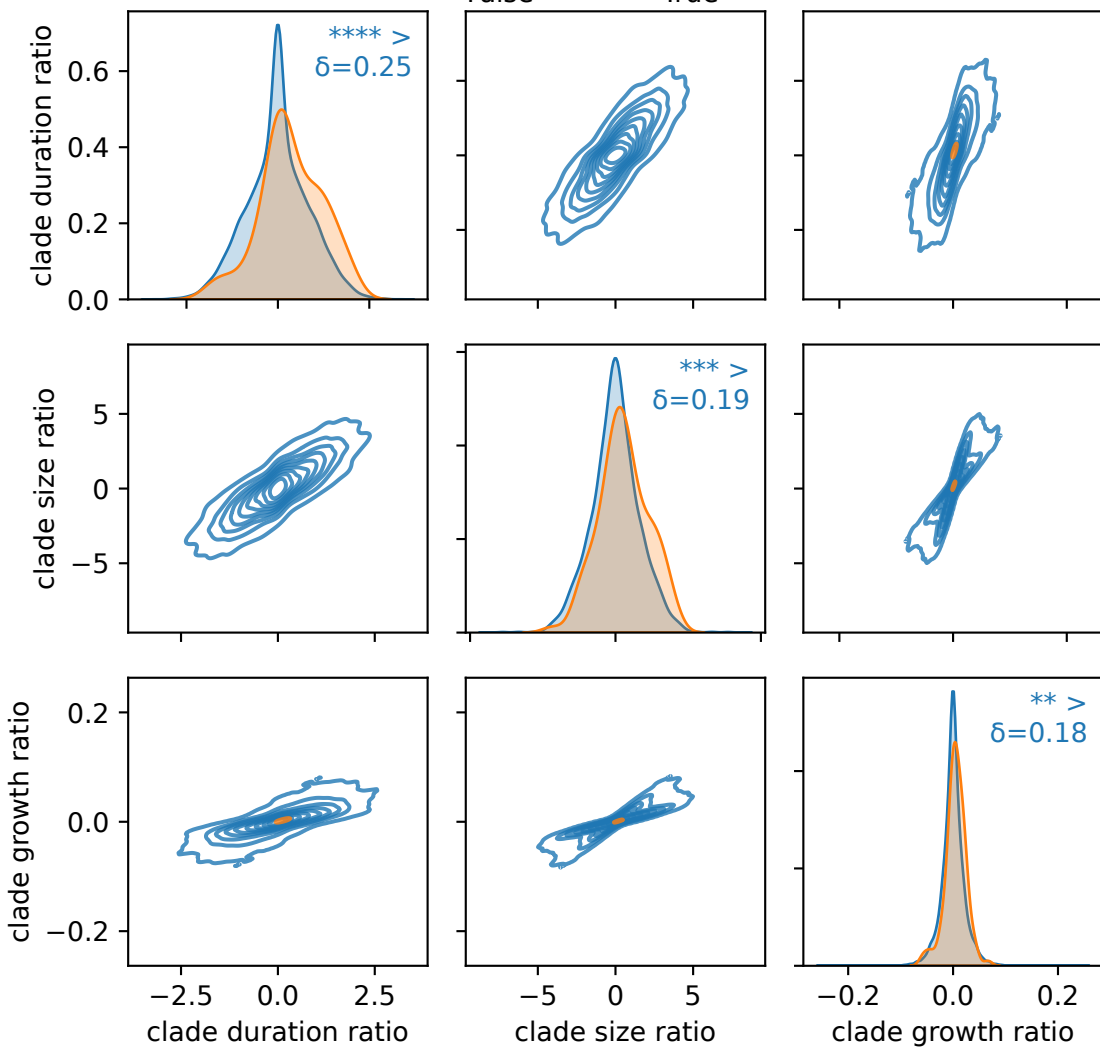 clade duration ratio
0.6
0.4
0.2
0.0
**** >
δ=0.25
clade size ratio
5
0
−5
*** >
δ=0.19
clade growth ratio
0.2
0.0
−0.2
** >
δ=0.18
−2.5 0.0 2.5
−5 0 5
−0.2 0.0 0.2
clade duration ratio
clade size ratio
clade growth ratio